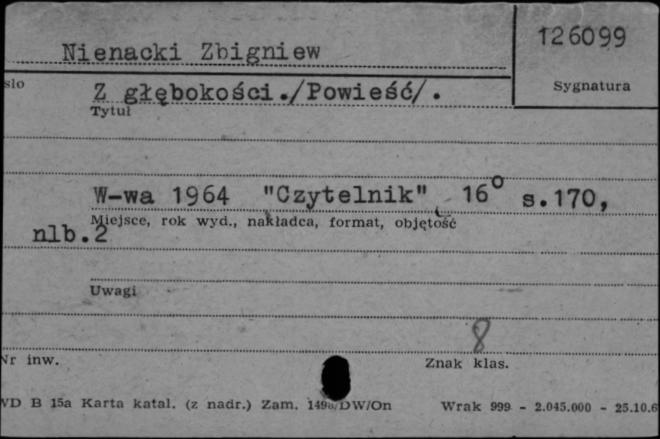 126099
Nienacki Zbigniew
Sygnatura
Z głębokości./Powieść/.
Tytuł
W-wa 1964 "Czytelnik", 16° s.170,
Miejsce, rok wyd., nakładca, format, objętość
nlb.2
Uwagi
8
Nr inw. Znak klas.
WD B 15a Karta katal. (z nadr.) Zam. DW/On Wrak 999 - 2.045.000 - 25.10.6